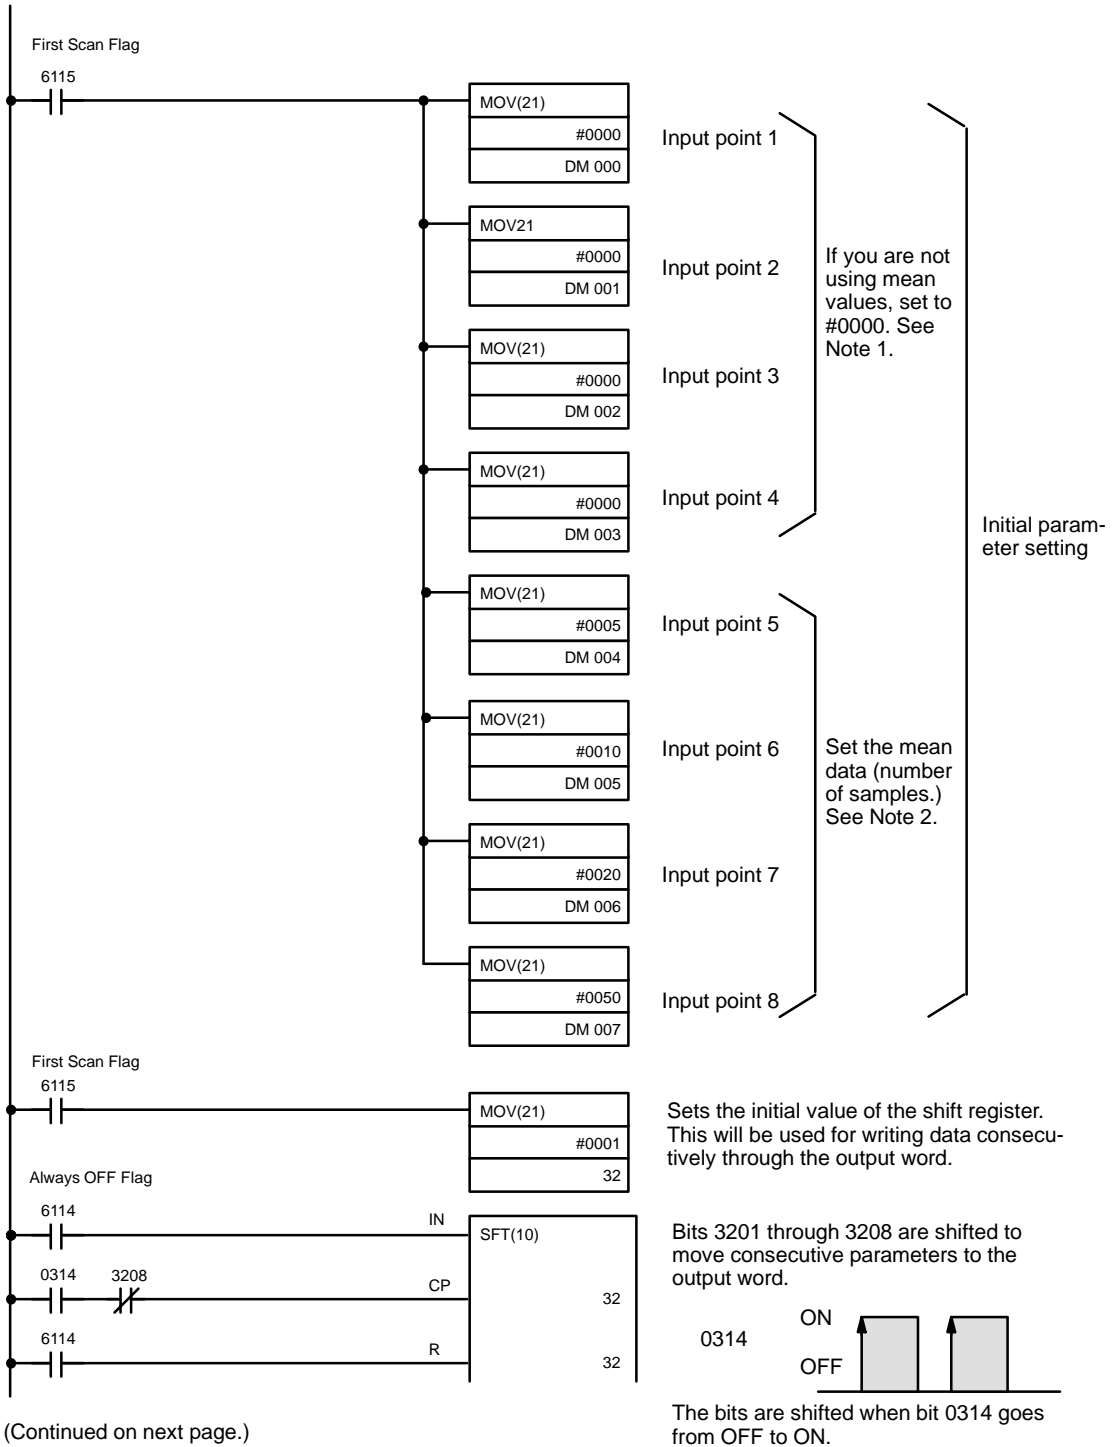 First Scan Flag
6115
MOV(21)
#0000
DM 000
Input point 1
MOV21
#0000
DM 001
Input point 2
If you are not
using mean
values, set to
#0000. See
Note 1.
MOV(21)
#0000
DM 002
Input point 3
MOV(21)
#0000
DM 003
Input point 4
Initial param-
eter setting
MOV(21)
#0005
DM 004
Input point 5
MOV(21)
#0010
DM 005
Input point 6
Set the mean
data (number
of samples.)
See Note 2.
MOV(21)
#0020
DM 006
Input point 7
MOV(21)
#0050
DM 007
Input point 8
First Scan Flag
6115
MOV(21)
#0001
32
Sets the initial value of the shift register.
This will be used for writing data consecu-
tively through the output word.
Always OFF Flag
6114
IN
SFT(10)
0314 3208
CP
32
6114
R
32
Bits 3201 through 3208 are shifted to
move consecutive parameters to the
output word.
ON
0314
OFF
The bits are shifted when bit 0314 goes
from OFF to ON.
(Continued on next page.)